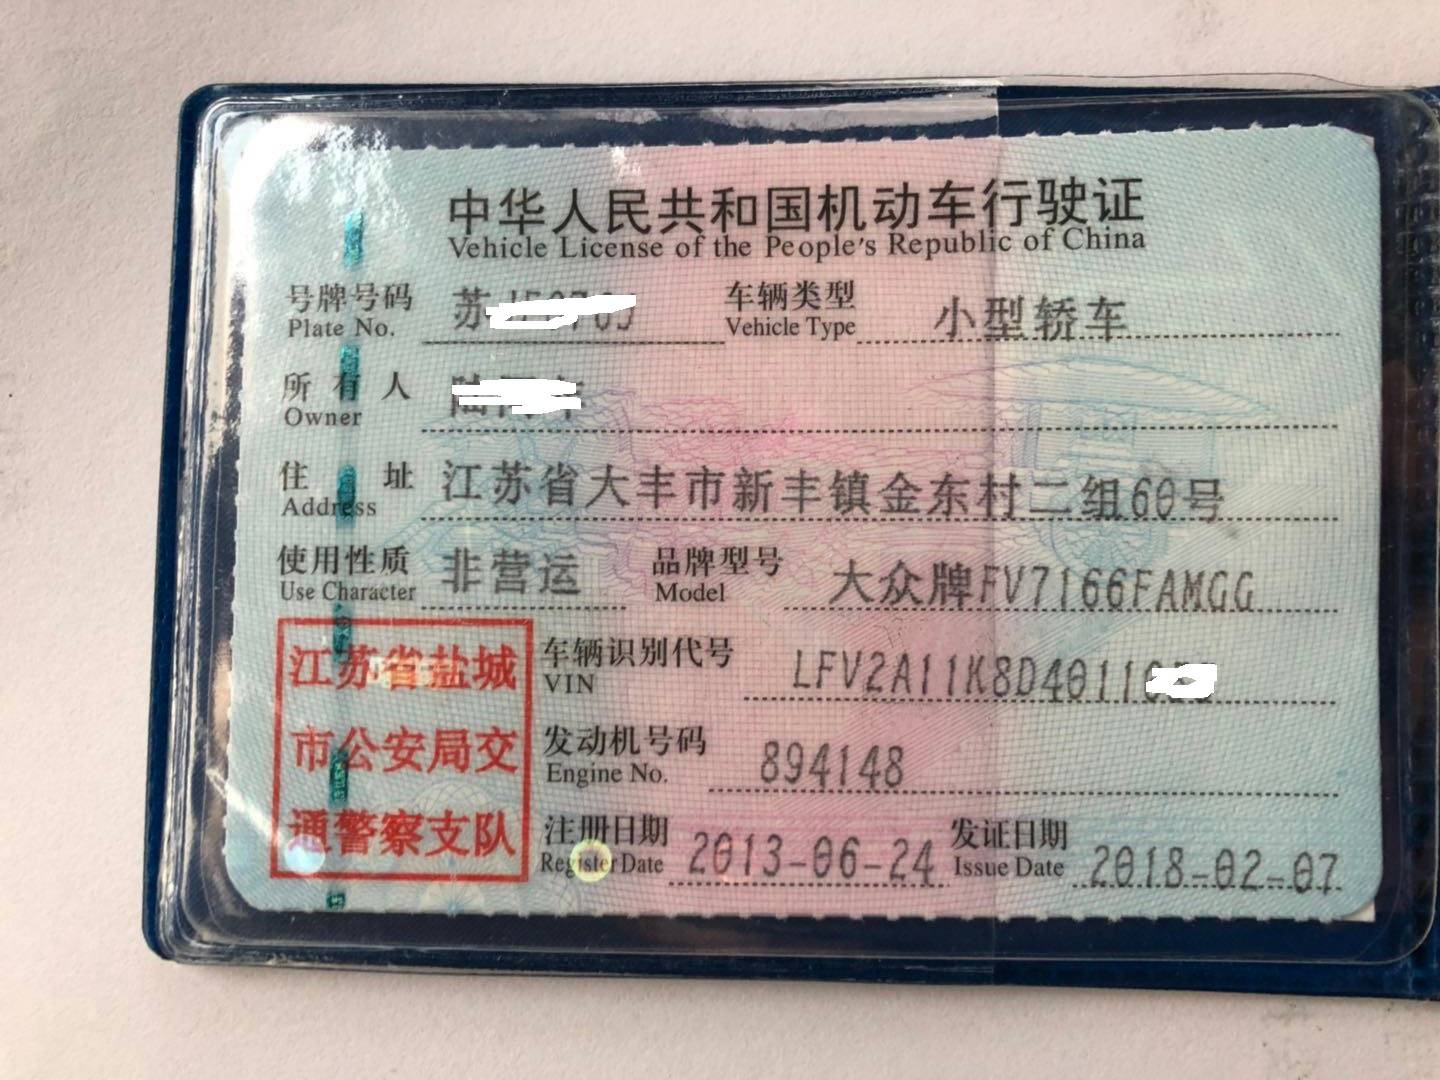 中华人民共和国机动车行驶证
Vehicle License of the People's Republic of China
号牌号码 苏 车辆类型 小型轿车
Plate No. Vehicle Type
所有人
Owner
住址 江苏省大丰市新丰镇金东村二组60号
Address
使用性质 非营运 品牌型号 大众牌FV7166FAMGG
Use Character Model
江苏省盐城
市公安局交
通警察支队
车辆识别代号 LFV2A11K8D4011
VIN
发动机号码 894148
Engine No.
注册日期 2013-06-24 发证日期 2018-02-07
Register Date Issue Date